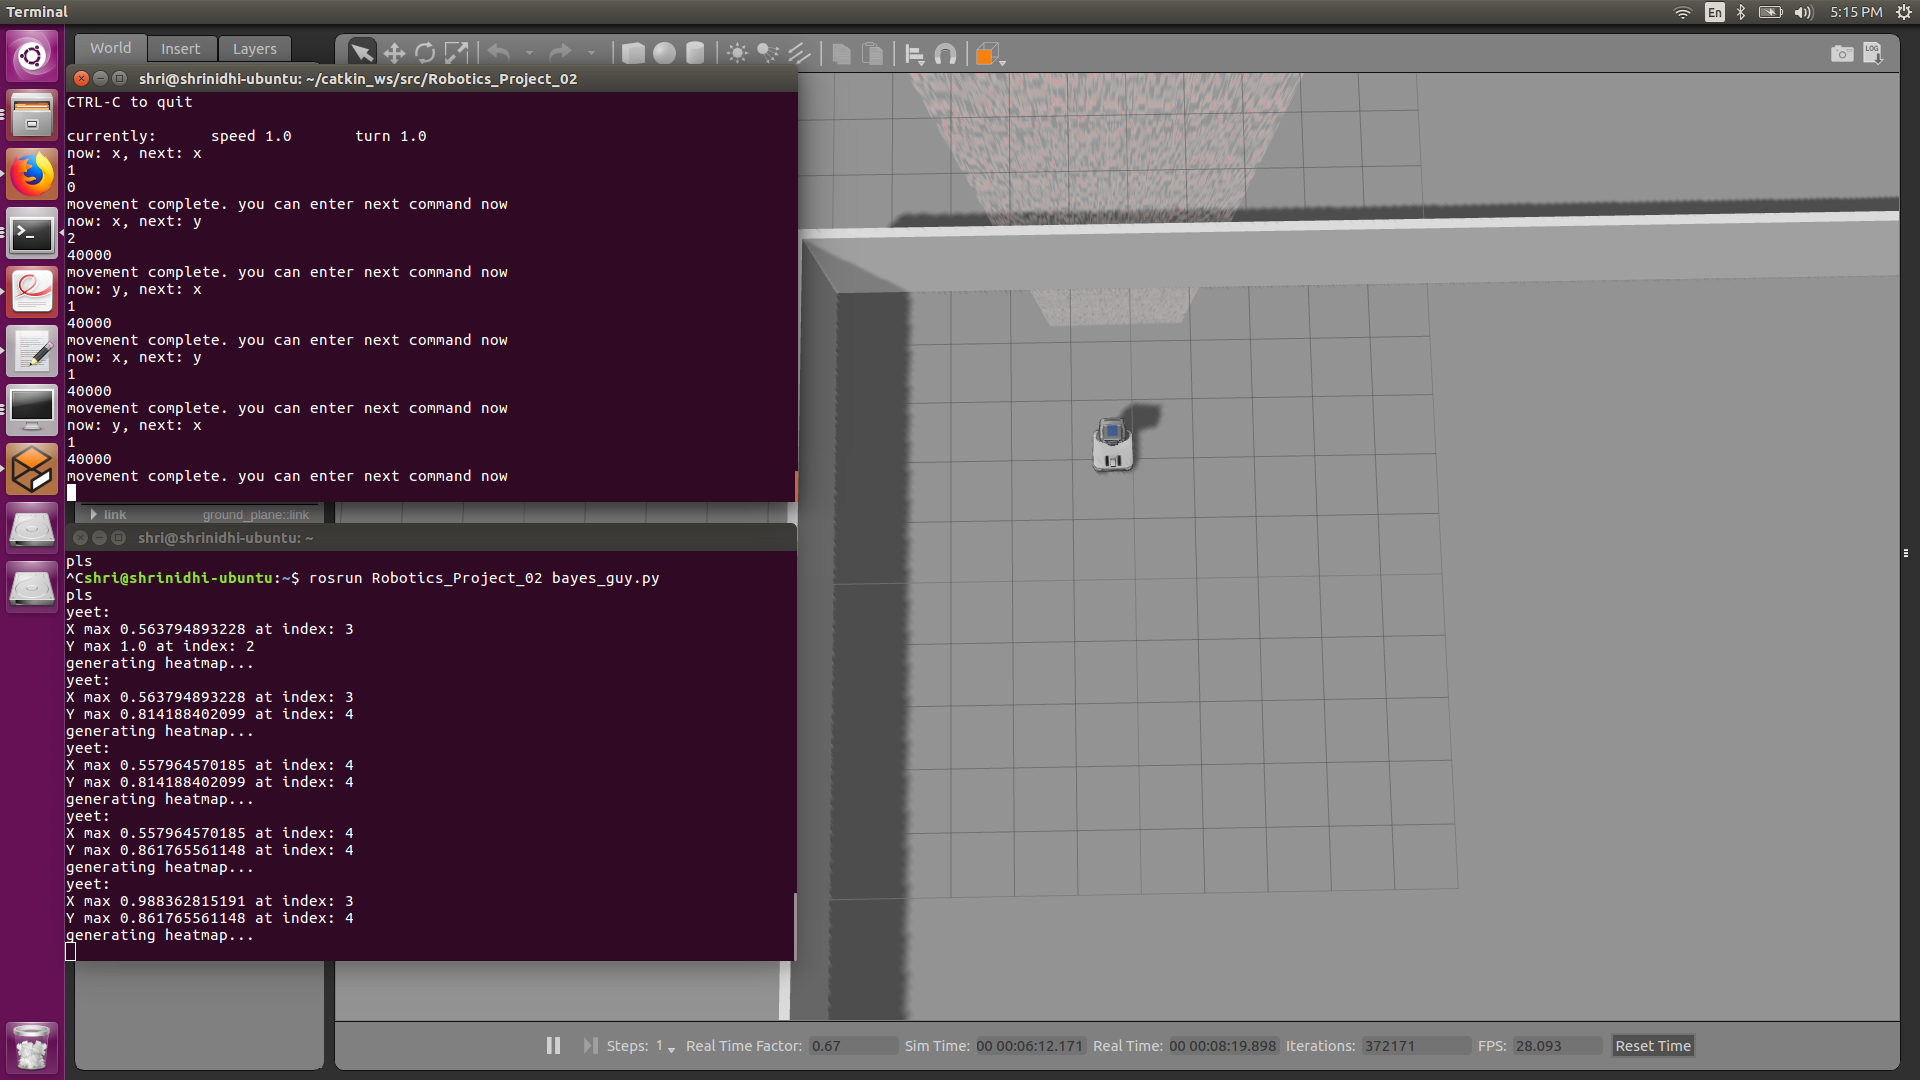 Terminal
En
5:15 PM
World Insert Layers
LOG
shri@shrinidhi-ubuntu: ~/catkin_ws/src/Robotics_Project_02
CTRL-C to quit
currently: speed 1.0 turn 1.0
now: x, next: x
1
0
movement complete. you can enter next command now
now: x, next: y
2
40000
movement complete. you can enter next command now
now: y, next: x
1
40000
movement complete. you can enter next command now
now: x, next: y
1
40000
movement complete. you can enter next command now
now: y, next: x
1
40000
movement complete. you can enter next command now
link ground_plane::link
shri@shrinidhi-ubuntu: ~
pls
^Cshri@shrinidhi-ubuntu:~$ rosrun Robotics_Project_02 bayes_guy.py
pls
yeet:
X max 0.563794893228 at index: 3
Y max 1.0 at index: 2
generating heatmap...
yeet:
X max 0.563794893228 at index: 3
Y max 0.814188402099 at index: 4
generating heatmap...
yeet:
X max 0.557964570185 at index: 4
Y max 0.814188402099 at index: 4
generating heatmap...
yeet:
X max 0.557964570185 at index: 4
Y max 0.861765561148 at index: 4
generating heatmap...
yeet:
X max 0.988362815191 at index: 3
Y max 0.861765561148 at index: 4
generating heatmap...
Steps: 1 Real Time Factor: 0.67 Sim Time: 00 00:06:12.171 Real Time: 00 00:08:19.898 Iterations: 372171 FPS: 28.093 Reset Time